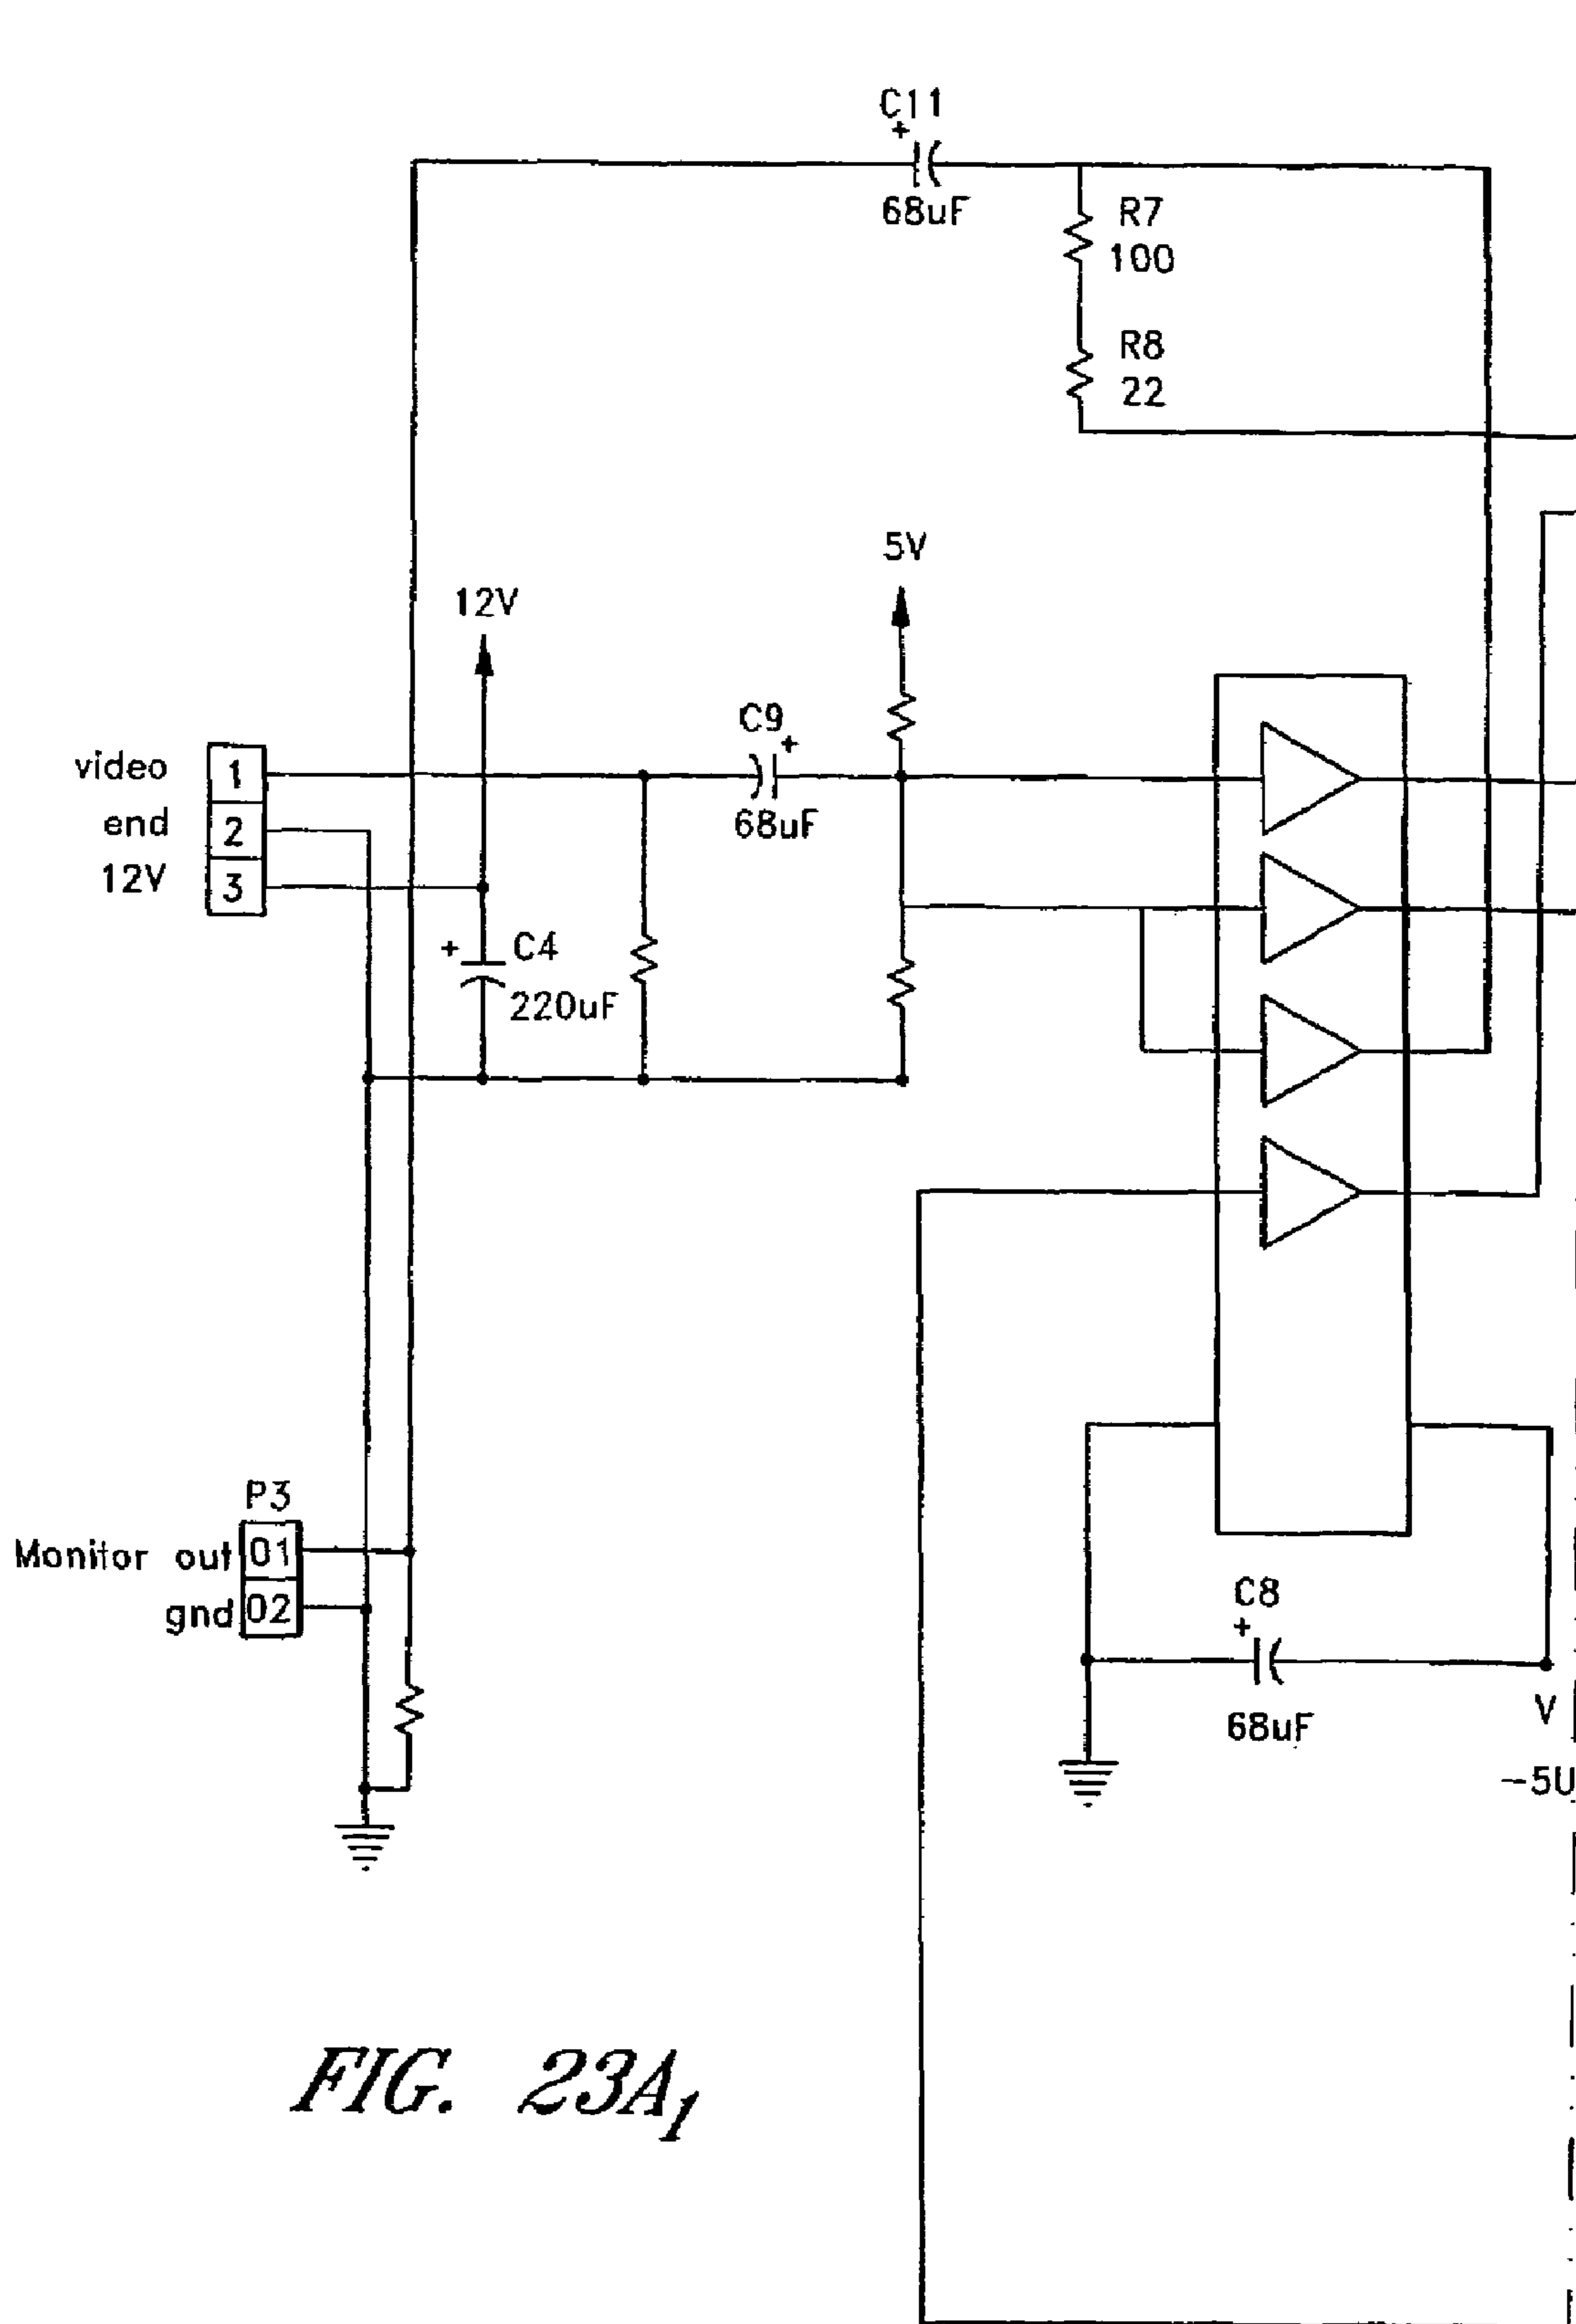 C11
+
68uF
R7
100
R8
22
5V
12V
C9
+
68uF
video 1
end 2
12V 3
+ C4
220uF
P3
Monitor out 01
gnd 02
C8
+
68uF
V
-5U
FIG. 23A1